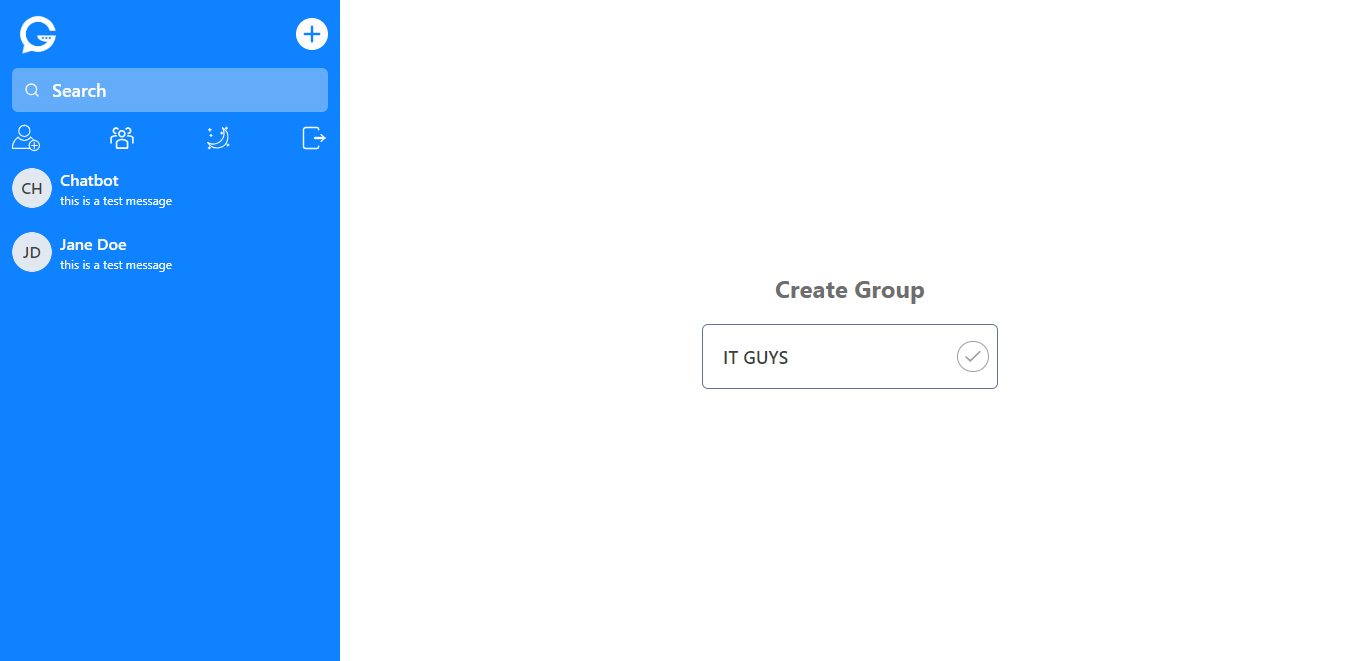 Search
CH
Chatbot
this is a test message
JD
Jane Doe
this is a test message
Create Group
IT GUYS